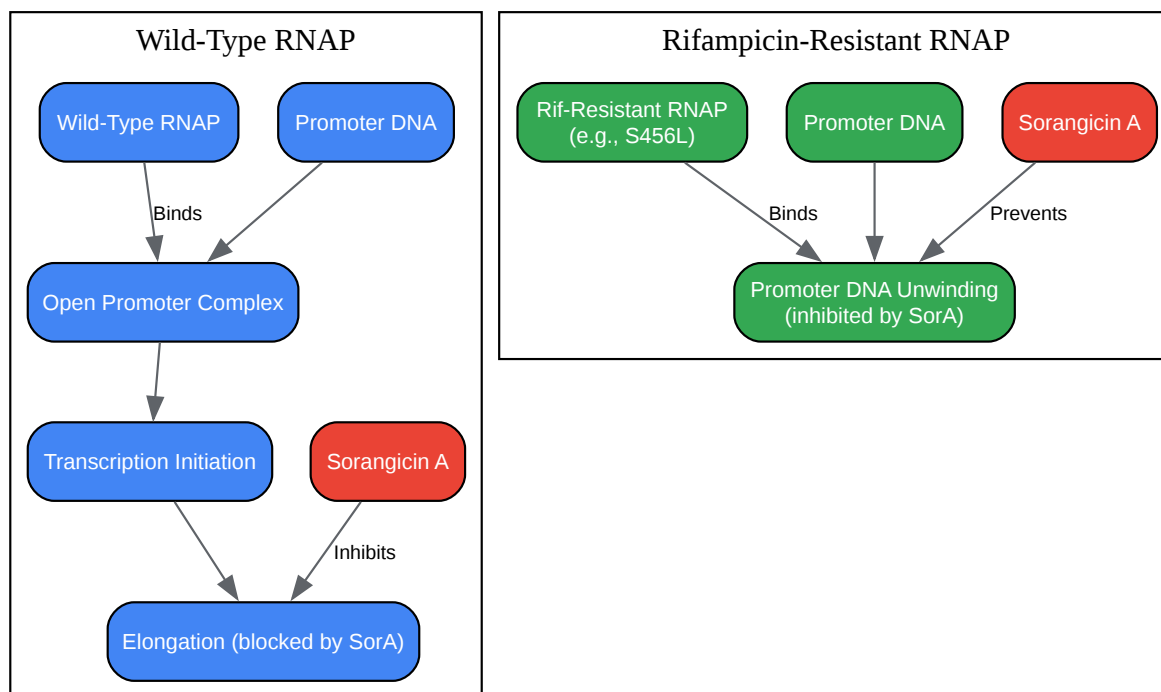 Wild-Type RNAP
Wild-Type RNAP
Promoter DNA
Binds
Open Promoter Complex
Transcription Initiation
Sorangicin A
Inhibits
Elongation (blocked by SorA)
Rifampicin-Resistant RNAP
Rif-Resistant RNAP
(e.g., S456L)
Promoter DNA
Sorangicin A
Binds
Prevents
Promoter DNA Unwinding
(inhibited by SorA)